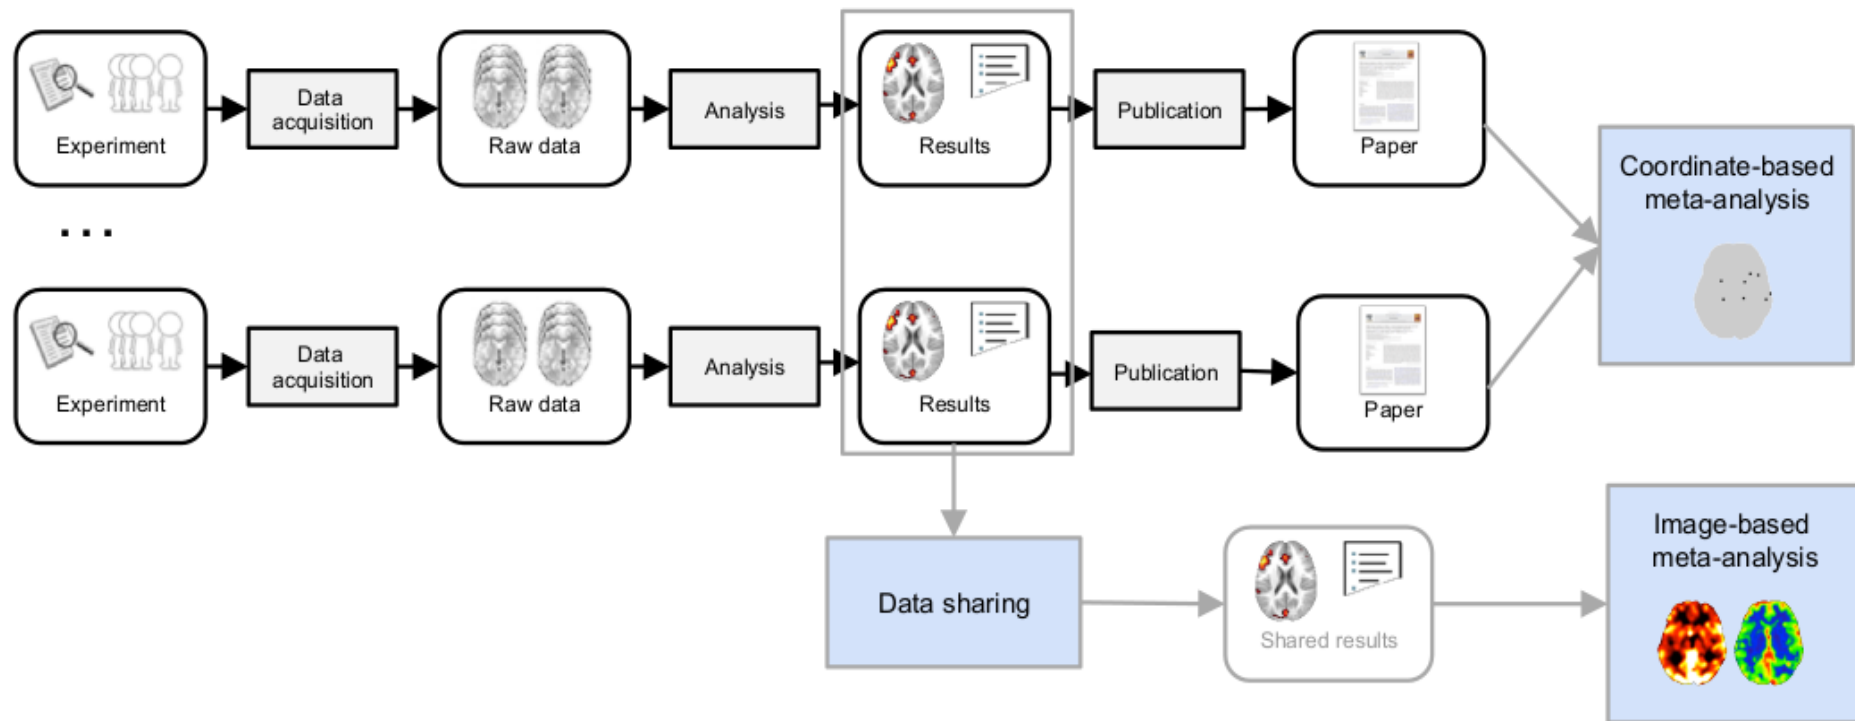 Experiment
Data
acquisition
Raw data
Analysis
Results
Publication
Paper
Coordinate-based
meta-analysis
...
Experiment
Data
acquisition
Raw data
Analysis
Results
Publication
Paper
Data sharing
Shared results
Image-based
meta-analysis